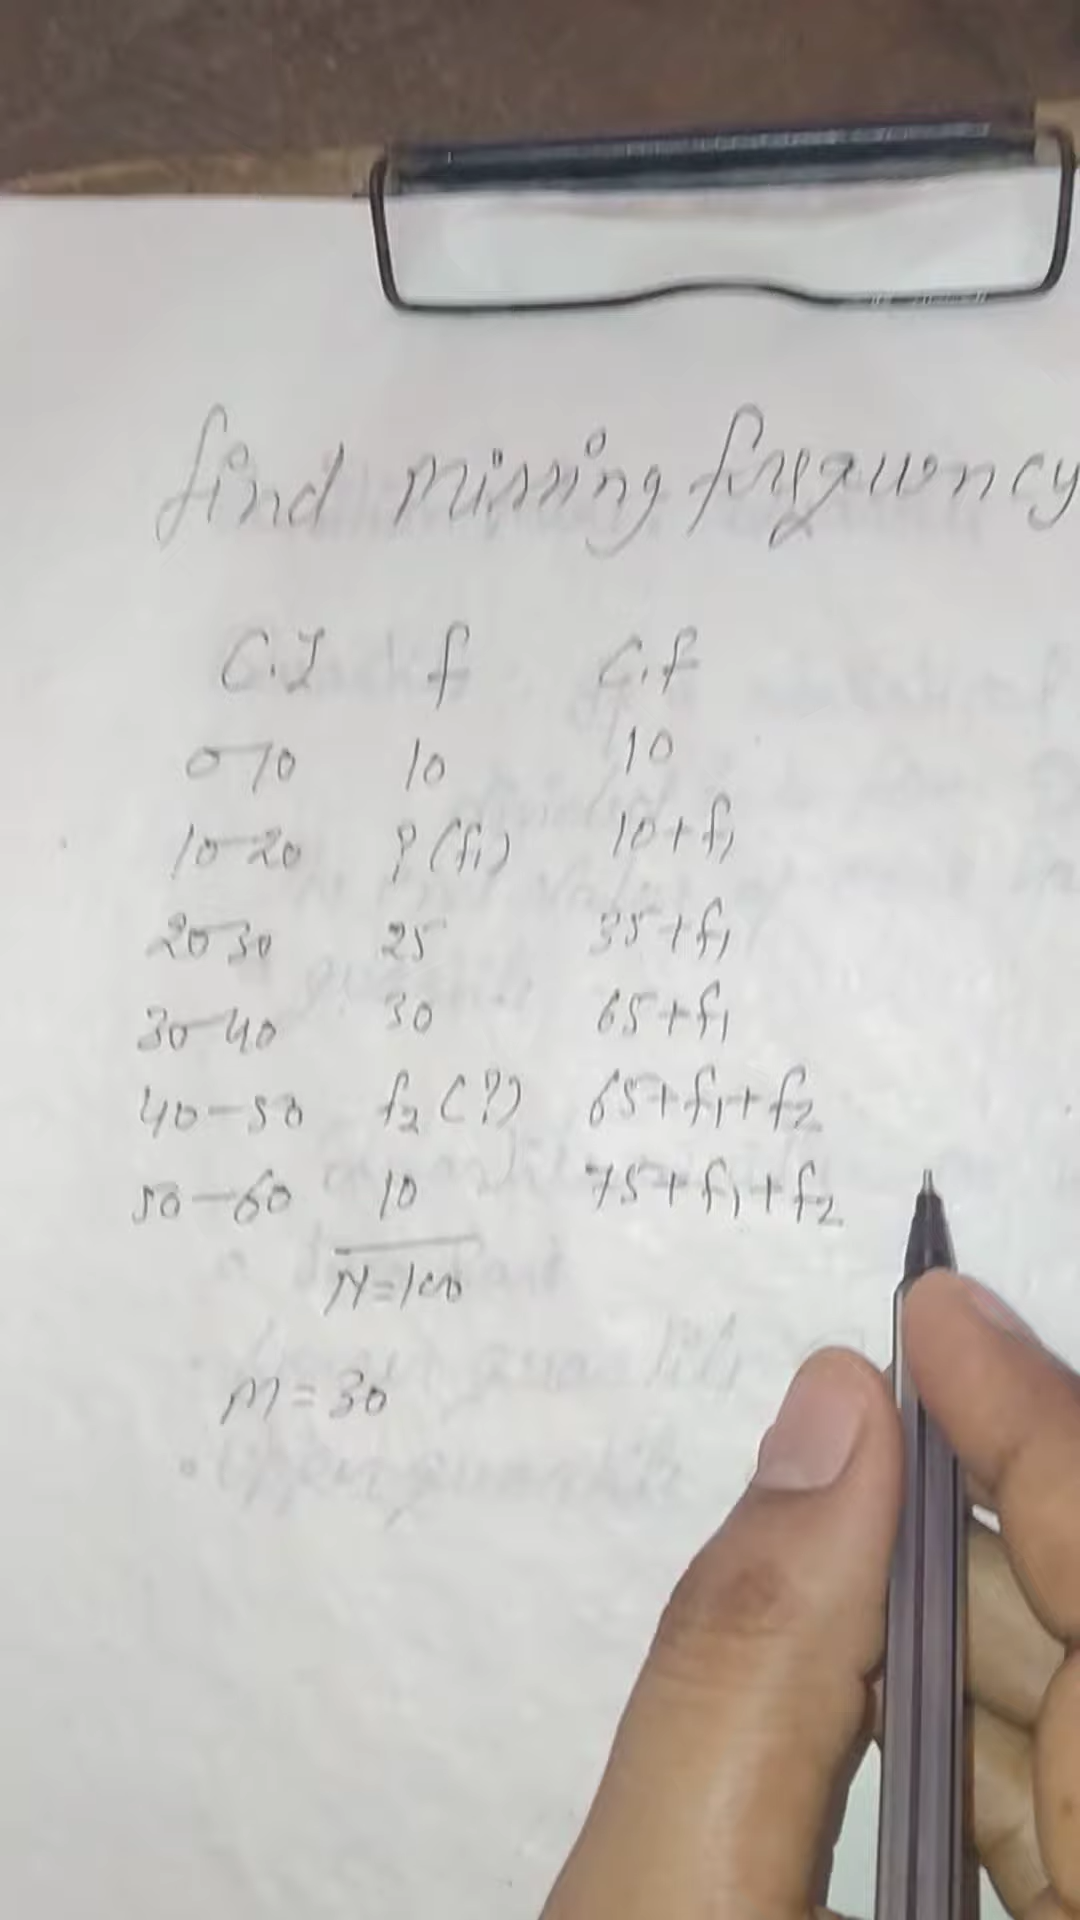 find missing frequency
C.I f C.f
0-10 10 10
10-20 ? (f1) 10+f1
20-30 25 35+f1
30-40 30 65+f1
40-50 f2 (?) 65+f1+f2
50-60 10 75+f1+f2
N=100
M=30